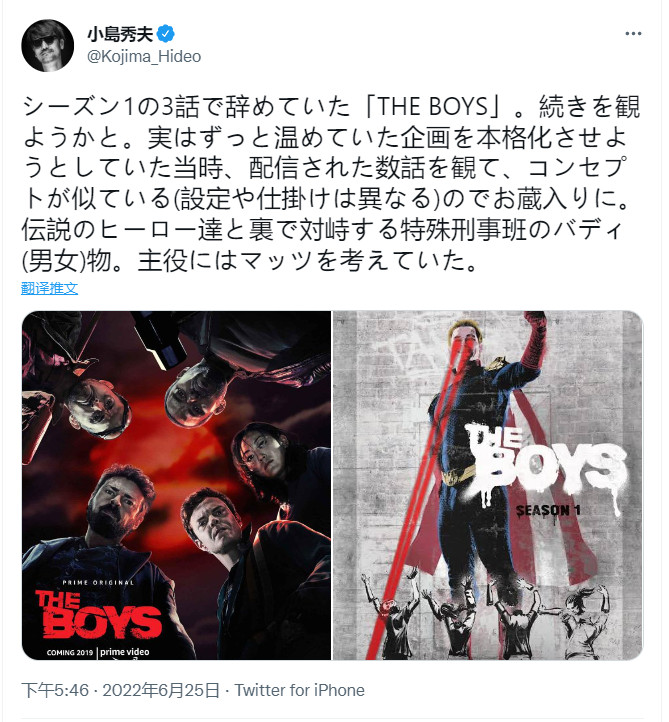 小島秀夫
@Kojima_Hideo
シーズン1の3話で辞めていた「THE BOYS」。続きを観
ようかと。実はずっと温めていた企画を本格化させよ
うとしていた当時、配信された数話を観て、コンセプ
トが似ている(設定や仕掛けは異なる)のでお蔵入りに。
伝説のヒーロー達と裏で対峙する特殊刑事班のバディ
(男女)物。主役にはマッツを考えていた。
翻译推文
PRIME ORIGINAL
THE
BOYS
COMING 2019 | prime video
THE
BOYS
SEASON 1
下午5:46 · 2022年6月25日 · Twitter for iPhone